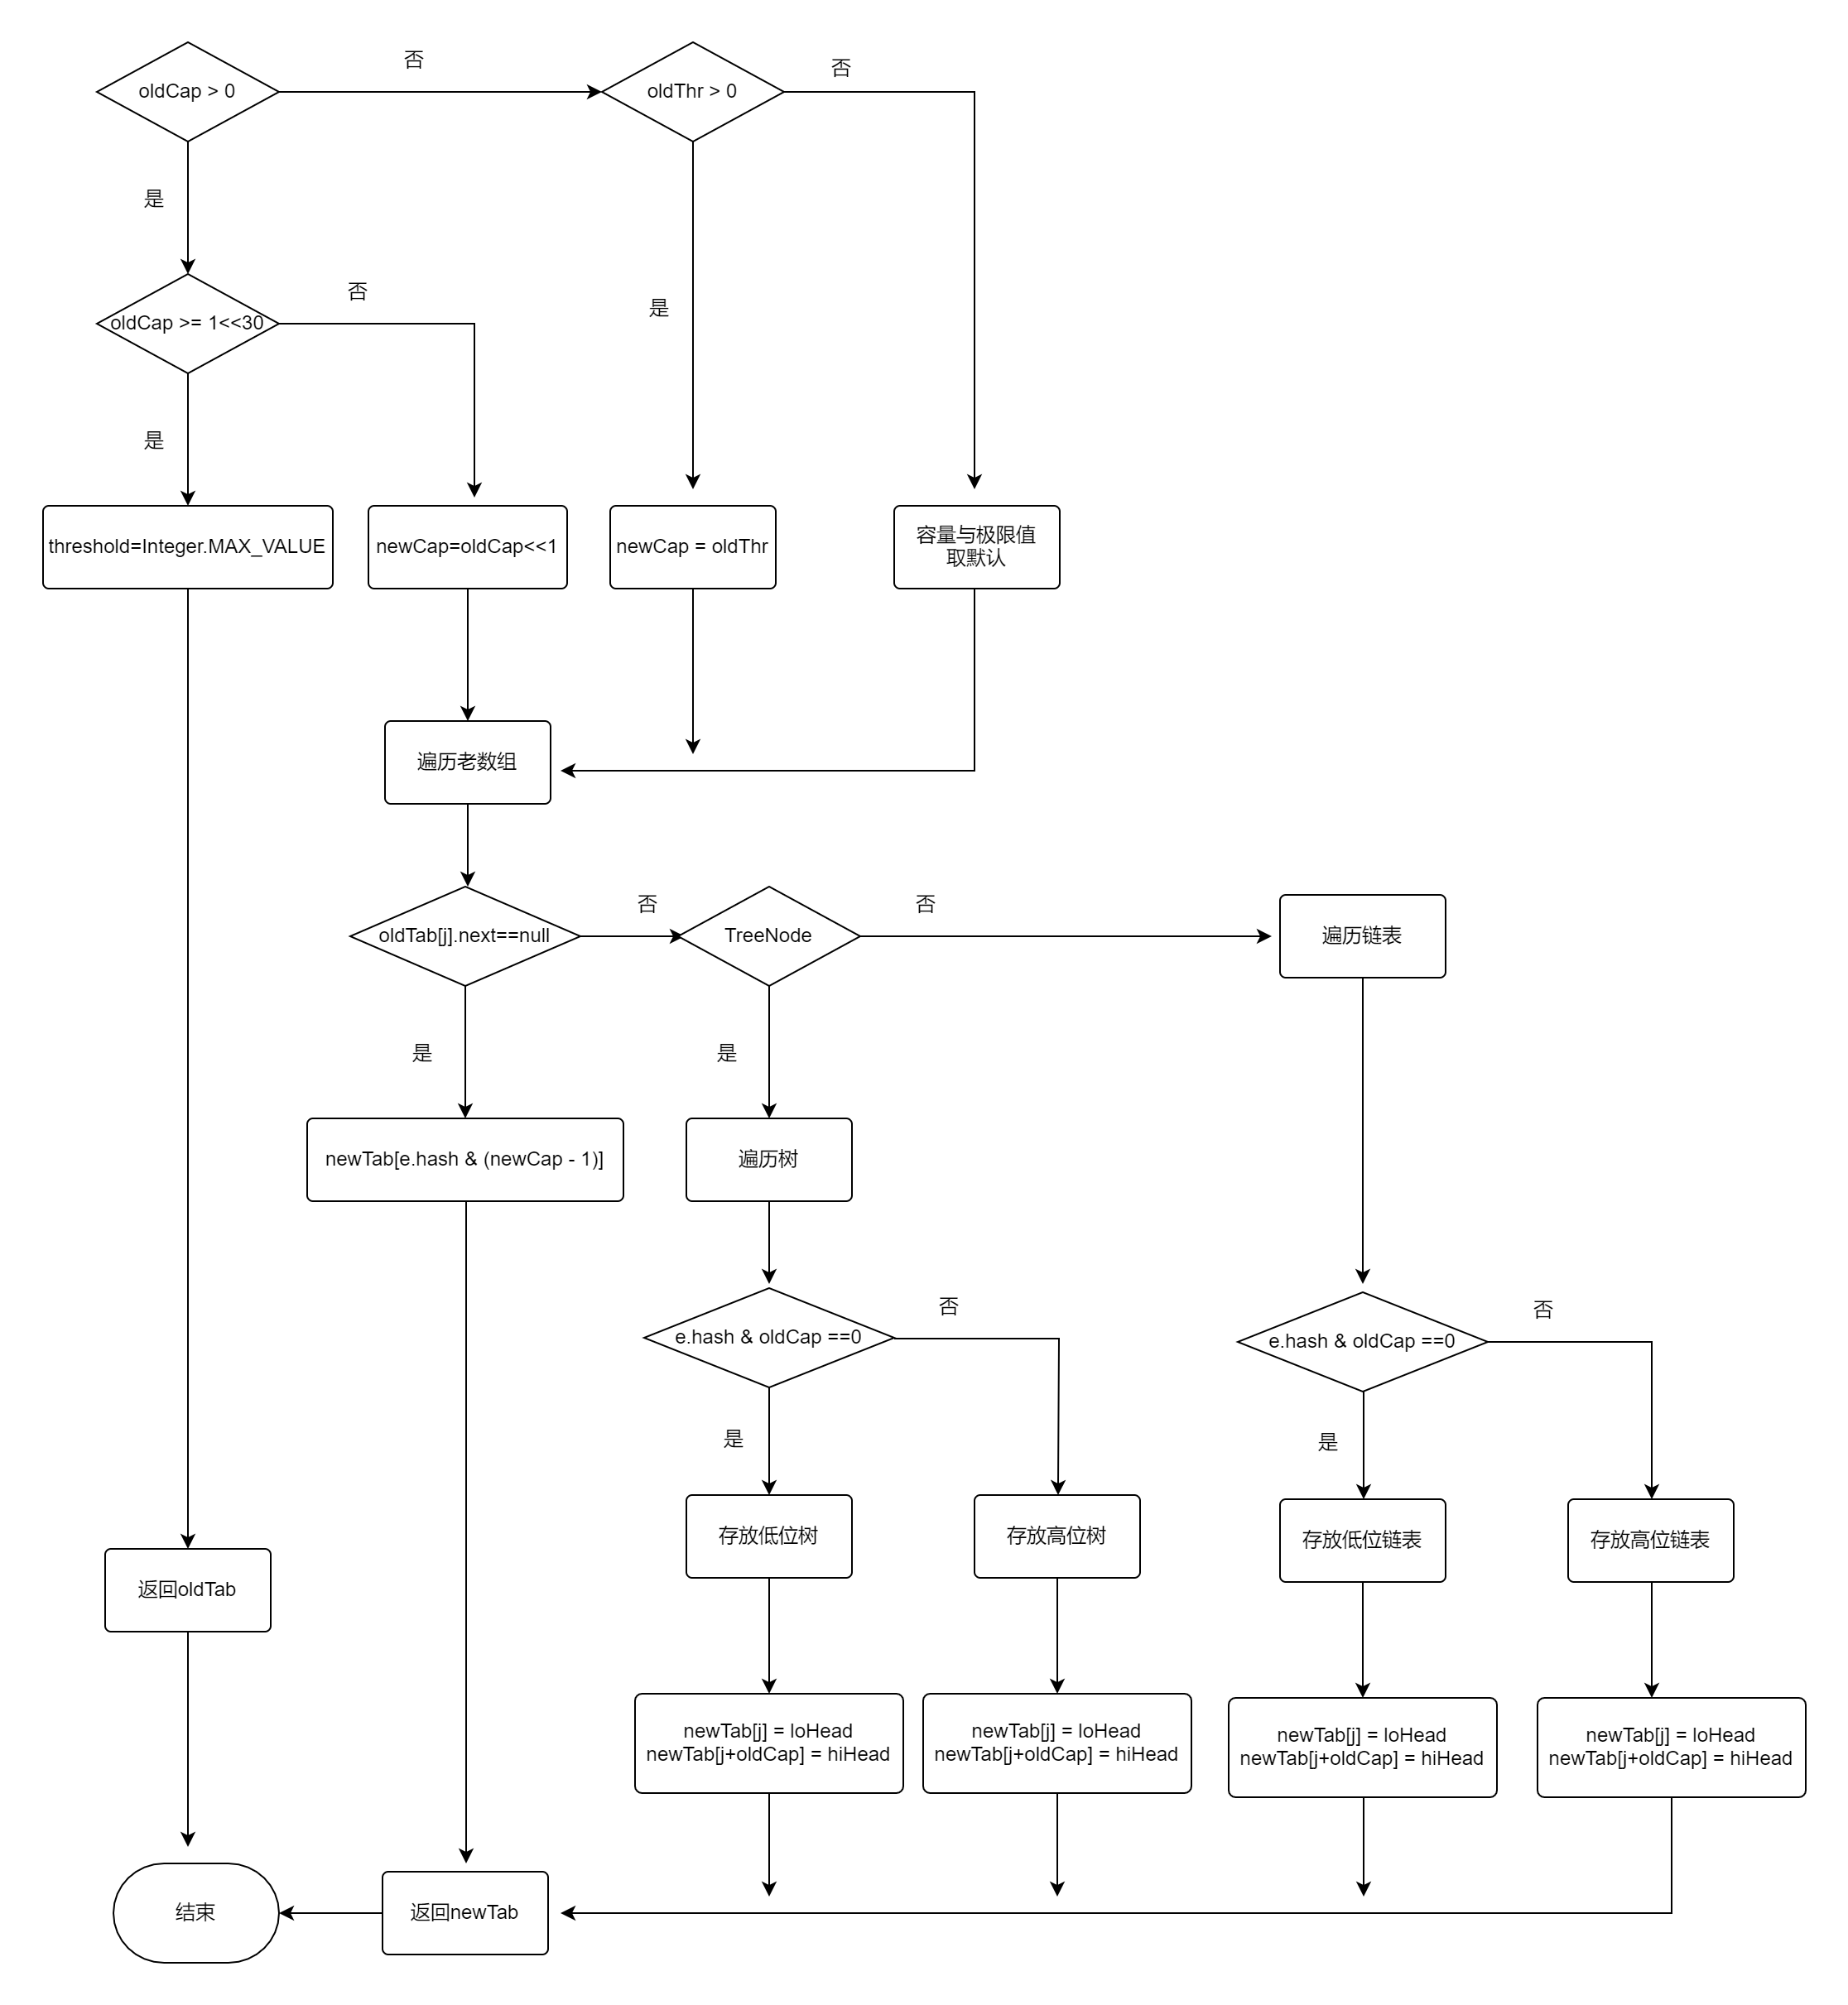 否
否
oldCap > 0
oldThr > 0
是
否
是
oldCap >= 1<<30
是
threshold=Integer.MAX_VALUE
newCap=oldCap<<1
newCap = oldThr
容量与极限值
取默认
遍历老数组
否
否
oldTab[j].next==null
TreeNode
遍历链表
是
是
newTab[e.hash & (newCap - 1)]
遍历树
否
否
e.hash & oldCap ==0
e.hash & oldCap ==0
是
是
存放低位树
存放高位树
存放低位链表
存放高位链表
返回oldTab
newTab[j] = loHead
newTab[j+oldCap] = hiHead
newTab[j] = loHead
newTab[j+oldCap] = hiHead
newTab[j] = loHead
newTab[j+oldCap] = hiHead
newTab[j] = loHead
newTab[j+oldCap] = hiHead
结束
返回newTab